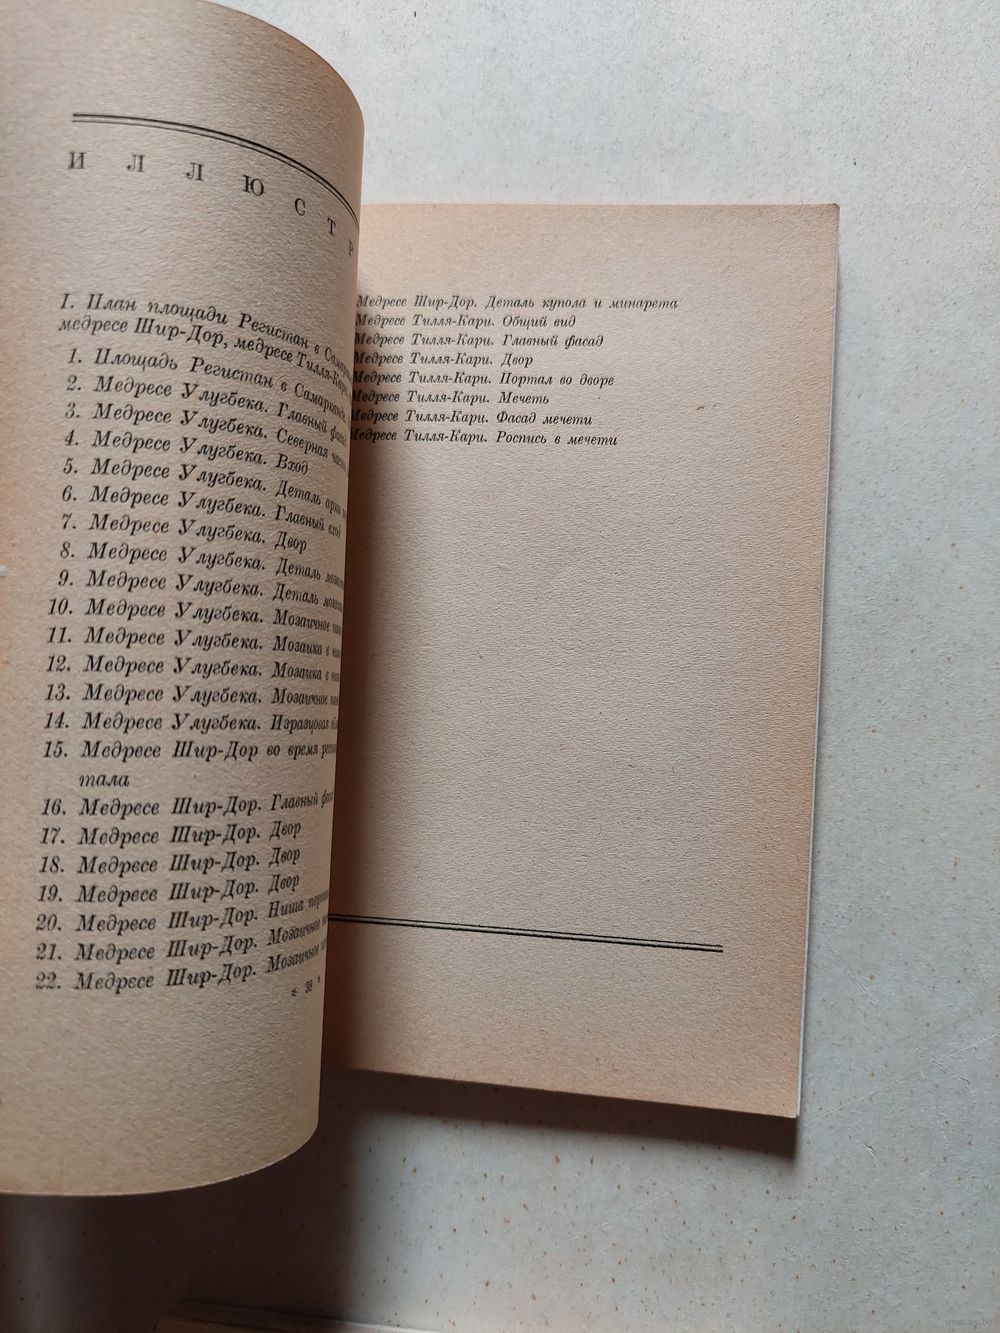 И Л Л Ю С Т Р
I. План площади Регистан в
медресе Шир-Дор, медресе Тилля-Кари
1. Площадь Регистан в Самарканде
2. Медресе Улугбека. Главный фасад
3. Медресе Улугбека. Северная часть
4. Медресе Улугбека. Вход
5. Медресе Улугбека. Деталь арки
6. Медресе Улугбека. Главный вход
7. Медресе Улугбека. Двор
8. Медресе Улугбека. Деталь
9. Медресе Улугбека. Деталь
10. Медресе Улугбека. Мозаичное
11. Медресе Улугбека. Мозаика в
12. Медресе Улугбека. Мозаика в
13. Медресе Улугбека. Мозаичное
14. Медресе Улугбека. Изразцовая
15. Медресе Шир-Дор во время
тала
16. Медресе Шир-Дор. Главный
17. Медресе Шир-Дор. Двор
18. Медресе Шир-Дор. Двор
19. Медресе Шир-Дор. Двор
20. Медресе Шир-Дор. Ниша
21. Медресе Шир-Дор. Мозаичное
22. Медресе Шир-Дор. Мозаичное
* 38 *
Медресе Шир-Дор. Деталь купола и минарета
Медресе Тилля-Кари. Общий вид
Медресе Тилля-Кари. Главный фасад
Медресе Тилля-Кари. Двор
Медресе Тилля-Кари. Портал во дворе
Медресе Тилля-Кари. Мечеть
Медресе Тилля-Кари. Фасад мечети
Медресе Тилля-Кари. Роспись в мечети
www.ay.by